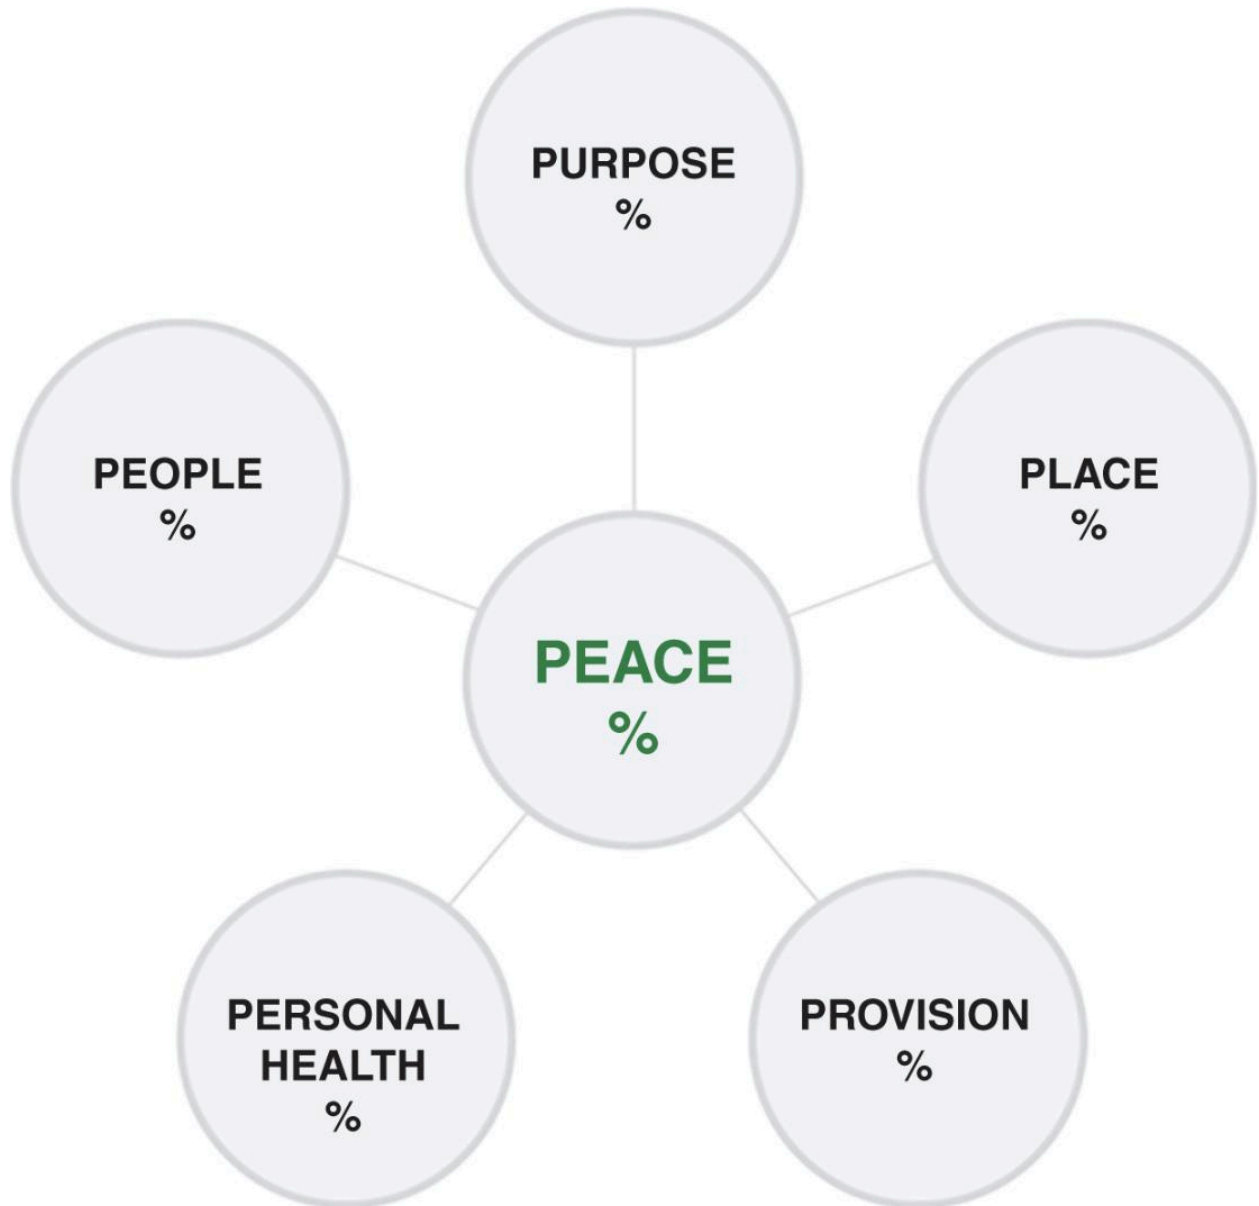 PURPOSE
%
PEOPLE
%
PLACE
%
PEACE
%
PERSONAL
HEALTH
%
PROVISION
%